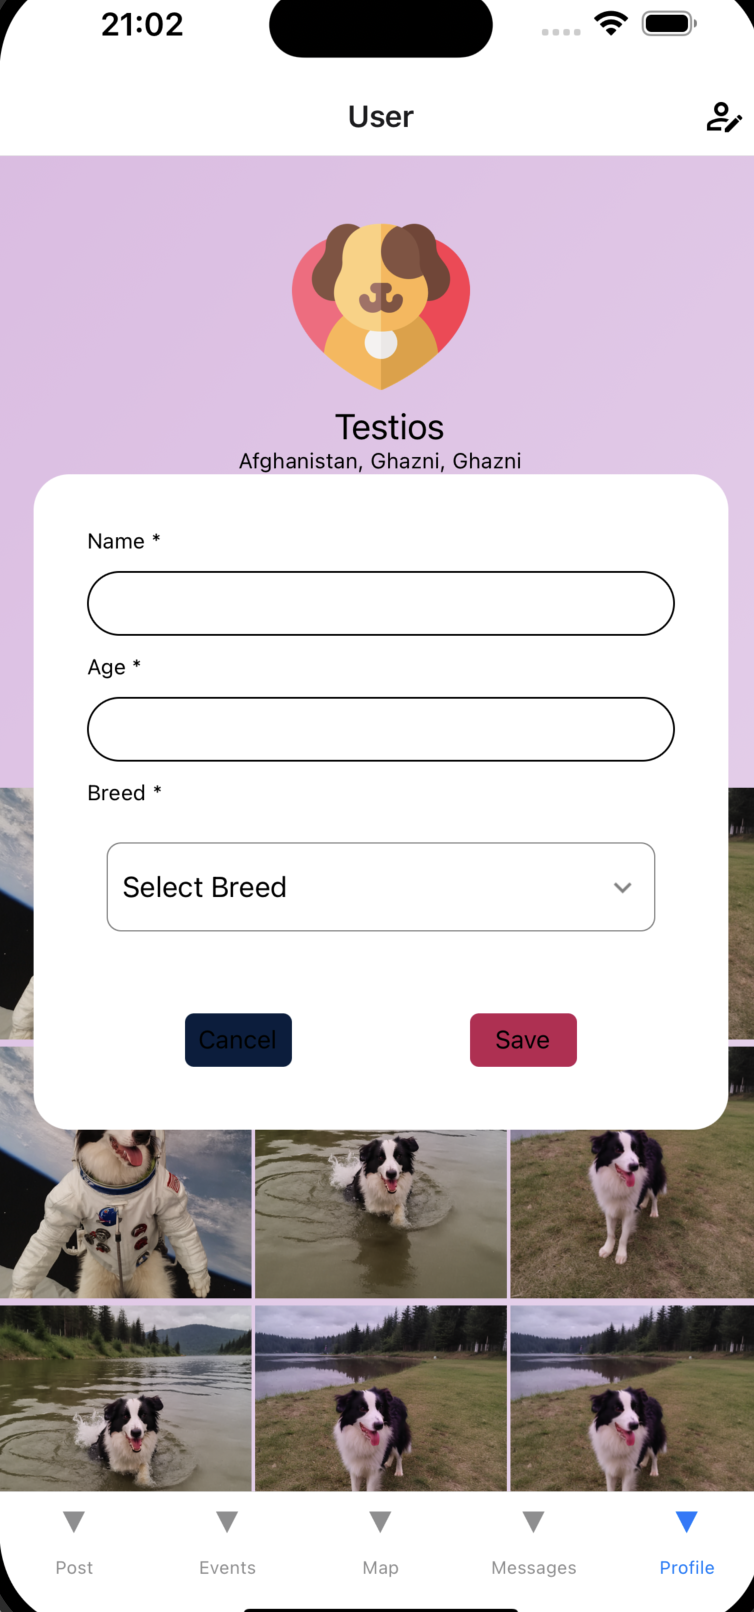 21:02
User
Testios
Afghanistan, Ghazni, Ghazni
Name *
Age *
Breed *
Select Breed
Cancel Save
Post Events Map Messages Profile